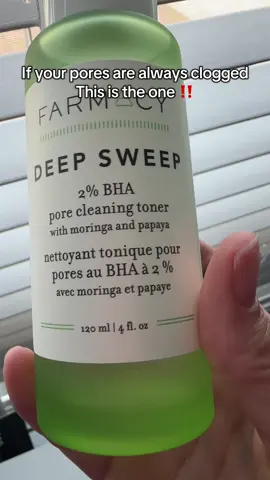 If your pores are always clogged
This is the one ‼️
FARMACY
DEEP SWEEP
2% BHA
pore cleaning toner
with moringa and papaya
nettoyant tonique pour
pores au BHA à 2 %
avec moringa et papaye
120 ml | 4 fl. oz